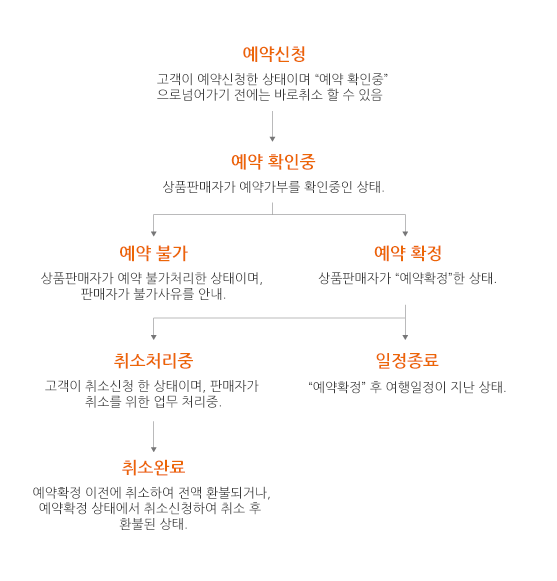 예약신청
고객이 예약신청한 상태이며 “예약 확인중”
으로넘어가기 전에는 바로취소 할 수 있음
예약 확인중
상품판매자가 예약가부를 확인중인 상태.
예약 불가
상품판매자가 예약 불가처리한 상태이며,
판매자가 불가사유를 안내.
예약 확정
상품판매자가 “예약확정”한 상태.
취소처리중
고객이 취소신청 한 상태이며, 판매자가
취소를 위한 업무 처리중.
일정종료
“예약확정” 후 여행일정이 지난 상태.
취소완료
예약확정 이전에 취소하여 전액 환불되거나,
예약확정 상태에서 취소신청하여 취소 후
환불된 상태.